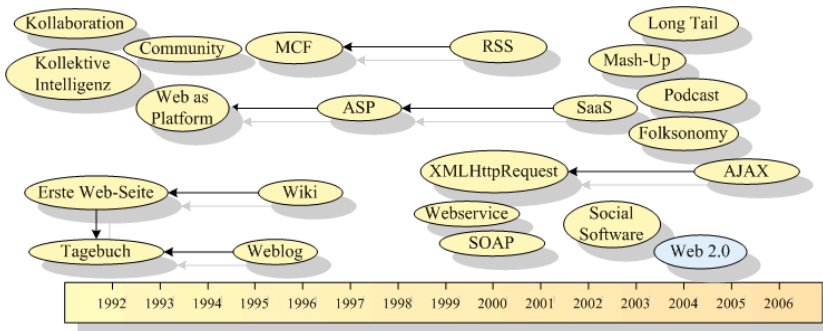 Kollaboration
Community
MCF
RSS
Long Tail
Kollektive
Intelligenz
Mash-Up
Web as
Platform
ASP
SaaS
Podcast
Folksonomy
XMLHttpRequest
AJAX
Erste Web-Seite
Wiki
Webservice
Social
Software
SOAP
Tagebuch
Weblog
Web 2.0
1992 1993 1994 1995 1996 1997 1998 1999 2000 2001 2002 2003 2004 2005 2006